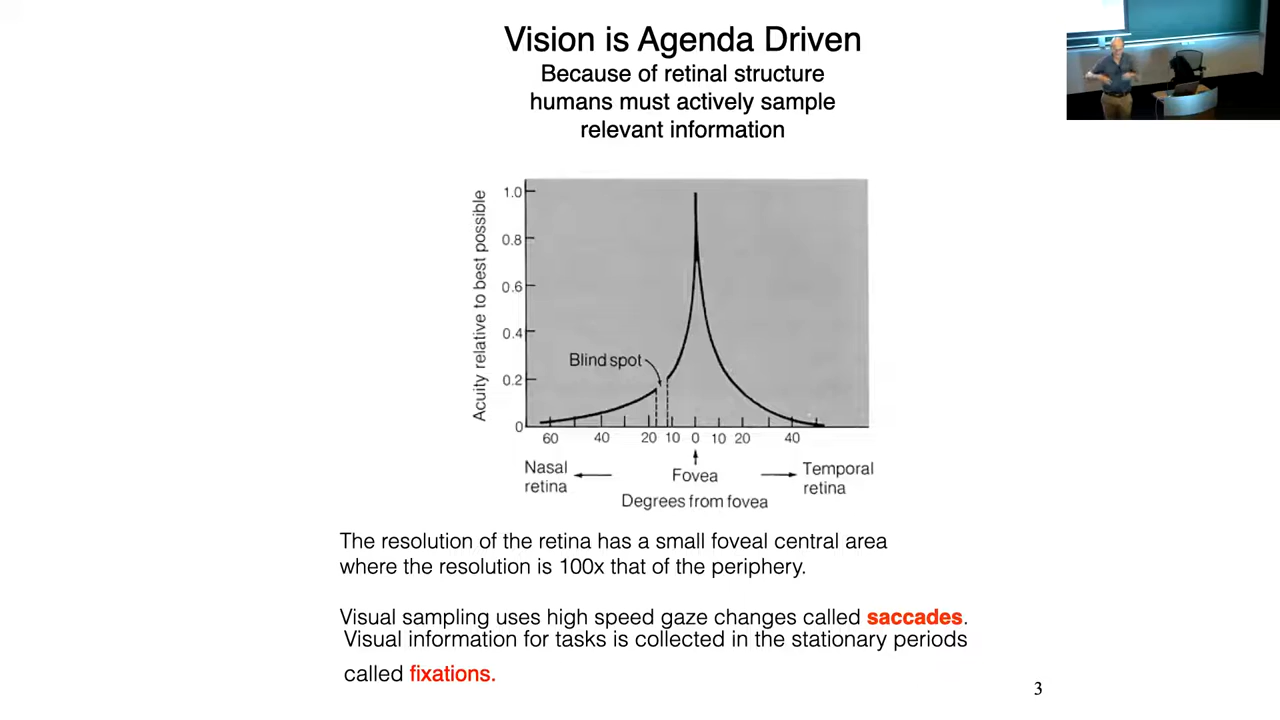 Vision is Agenda Driven
Because of retinal structure
humans must actively sample
relevant information
Acuity relative to best possible
1.0
0.8
0.6
0.4
0.2
0
Blind spot
60 40 20 10 0 10 20 40
Nasal
retina
Fovea
Temporal
retina
Degrees from fovea
The resolution of the retina has a small foveal central area
where the resolution is 100x that of the periphery.
Visual sampling uses high speed gaze changes called saccades.
Visual information for tasks is collected in the stationary periods
called fixations.
3